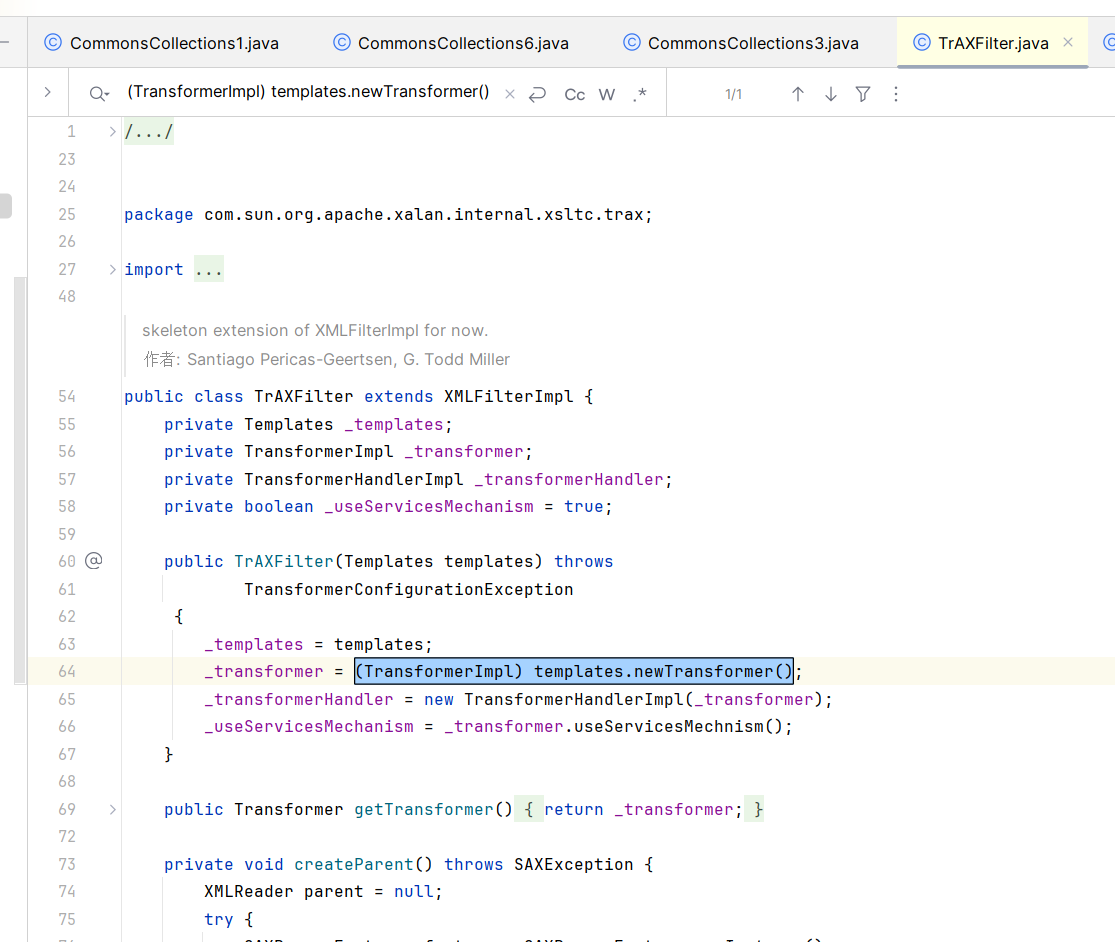 CommonsCollections1.java CommonsCollections6.java CommonsCollections3.java TrAXFilter.java
(TransformerImpl) templates.newTransformer() Cc W .* 1/1
1 /.../
23
24
25 package com.sun.org.apache.xalan.internal.xsltc.trax;
26
27 import ...
48
skeleton extension of XMLFilterImpl for now.
作者: Santiago Pericas-Geertsen, G. Todd Miller
54 public class TrAXFilter extends XMLFilterImpl {
55 private Templates _templates;
56 private TransformerImpl _transformer;
57 private TransformerHandlerImpl _transformerHandler;
58 private boolean _useServicesMechanism = true;
59
60 @ public TrAXFilter(Templates templates) throws
61 TransformerConfigurationException
62 {
63 _templates = templates;
64 _transformer = (TransformerImpl) templates.newTransformer();
65 _transformerHandler = new TransformerHandlerImpl(_transformer);
66 _useServicesMechanism = _transformer.useServicesMechnism();
67 }
68
69 public Transformer getTransformer() { return _transformer; }
72
73 private void createParent() throws SAXException {
74 XMLReader parent = null;
75 try {